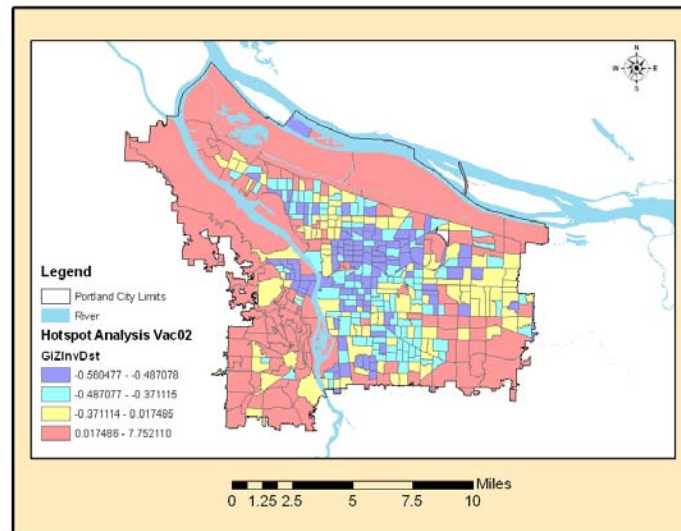 N
W E
S
Legend
Portland City Limits
River
Hotspot Analysis Vac02
GiZInvDst
-0.560477 - -0.487078
-0.487077 - -0.371115
-0.371114 - 0.017485
0.017486 - 7.752110
Miles
0 1.25 2.5 5 7.5 10